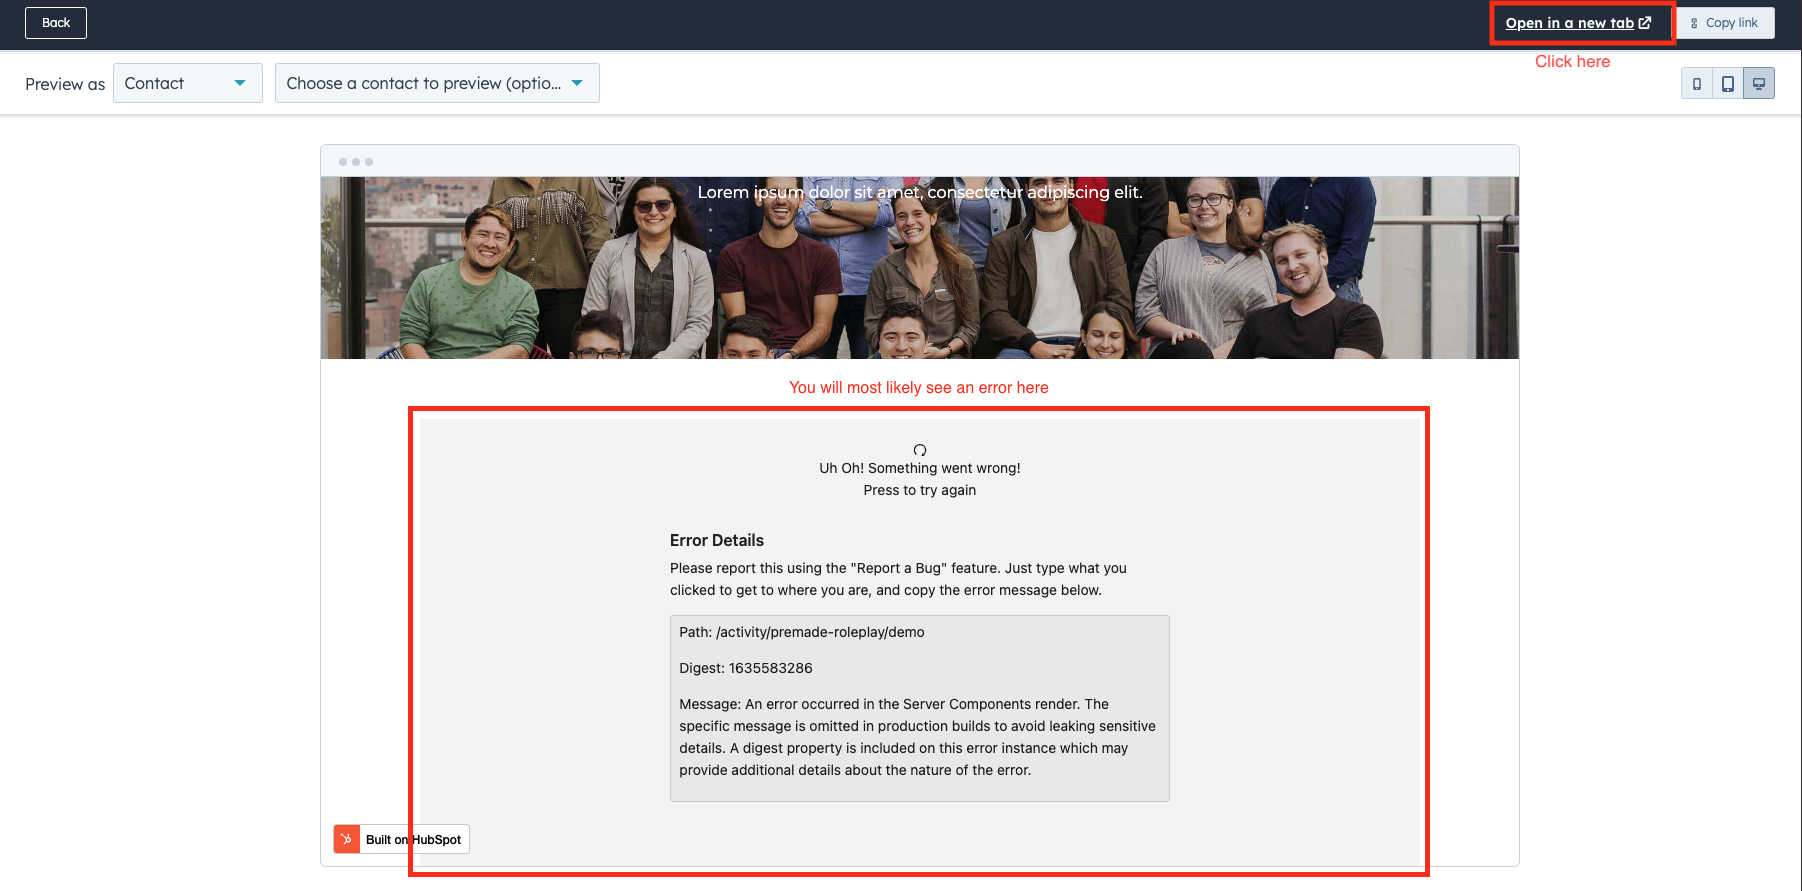 Back
Open in a new tab
Copy link
Click here
Preview as
Contact
Choose a contact to preview (optio...
Lorem ipsum dolor sit amet, consectetur adipiscing elit.
You will most likely see an error here
Uh Oh! Something went wrong!
Press to try again
Error Details
Please report this using the "Report a Bug" feature. Just type what you
clicked to get to where you are, and copy the error message below.
Path: /activity/premade-roleplay/demo
Digest: 1635583286
Message: An error occurred in the Server Components render. The
specific message is omitted in production builds to avoid leaking sensitive
details. A digest property is included on this error instance which may
provide additional details about the nature of the error.
Built on HubSpot